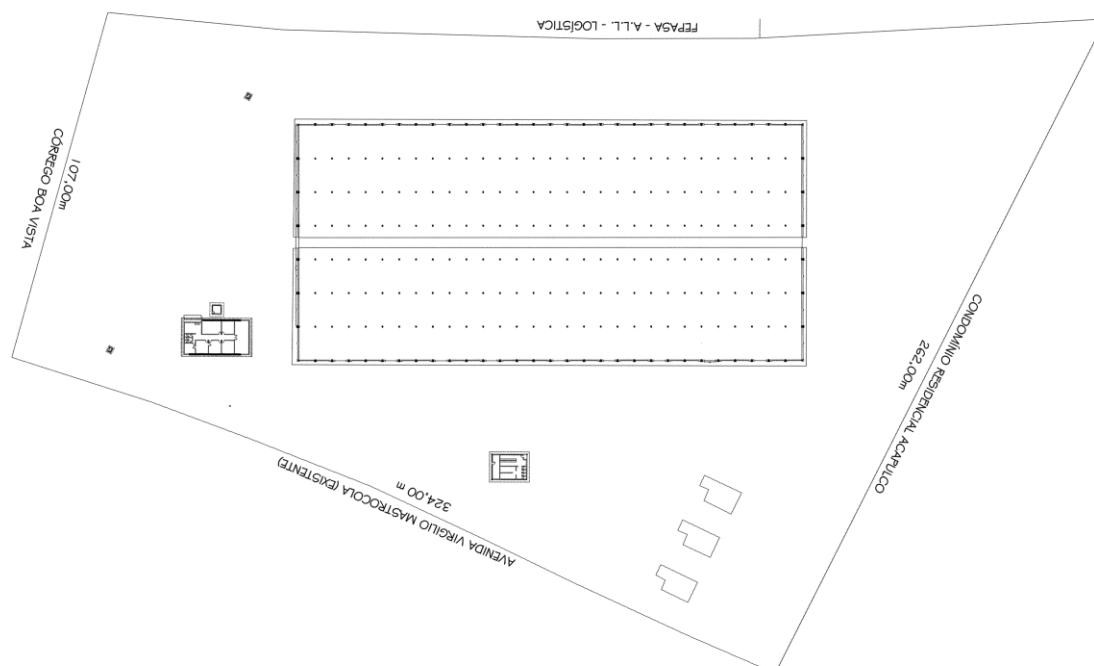 FEPASA - A.L.L. - LOGÍSTICA
CÓRREGO BOA VISTA
107,00m
CONDOMÍNIO RESIDENCIAL ACAPULCO
262,00m
324,00 m
AVENIDA VIRGILIO MASTROCOLA (EXISTENTE)